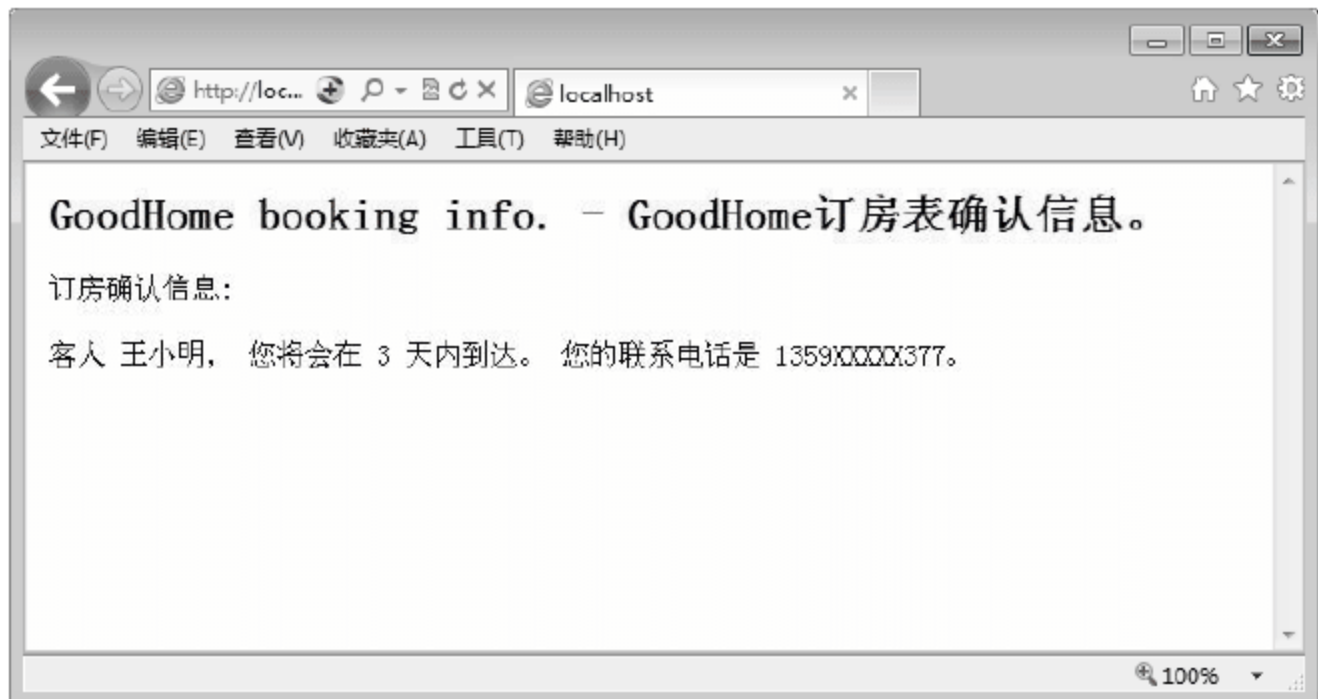 http://loc...
localhost
文件(F) 编辑(E) 查看(V) 收藏夹(A) 工具(T) 帮助(H)
GoodHome booking info. - GoodHome订房表确认信息。
订房确认信息:
客人 王小明， 您将会在 3 天内到达。 您的联系电话是 1359XXXXX377。
100%